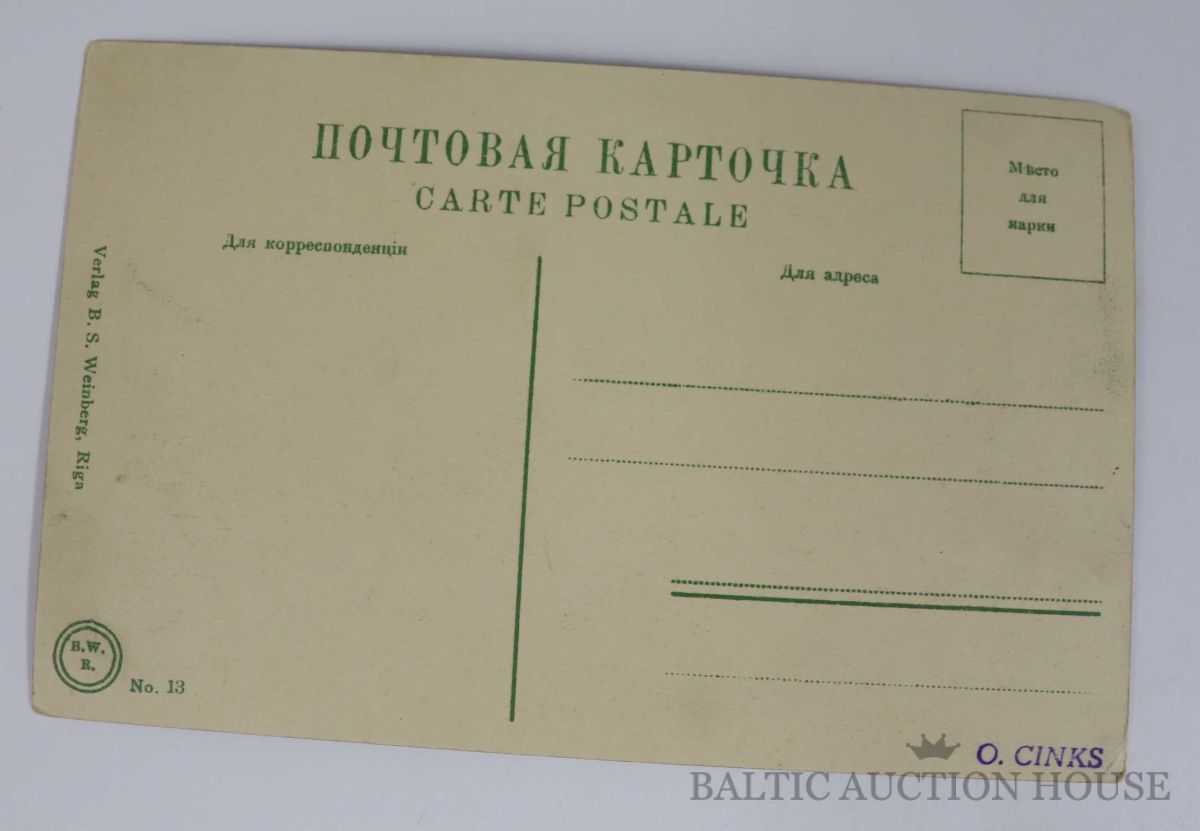 ПОЧТОВАЯ КАРТОЧКА
CARTE POSTALE
Мѣсто
для
марки
Для корреспонденціи
Для адреса
Verlag B. S. Weinberg, Riga
B.W.
R.
No. 13
O. CINKS
BALTIC AUCTION HOUSE